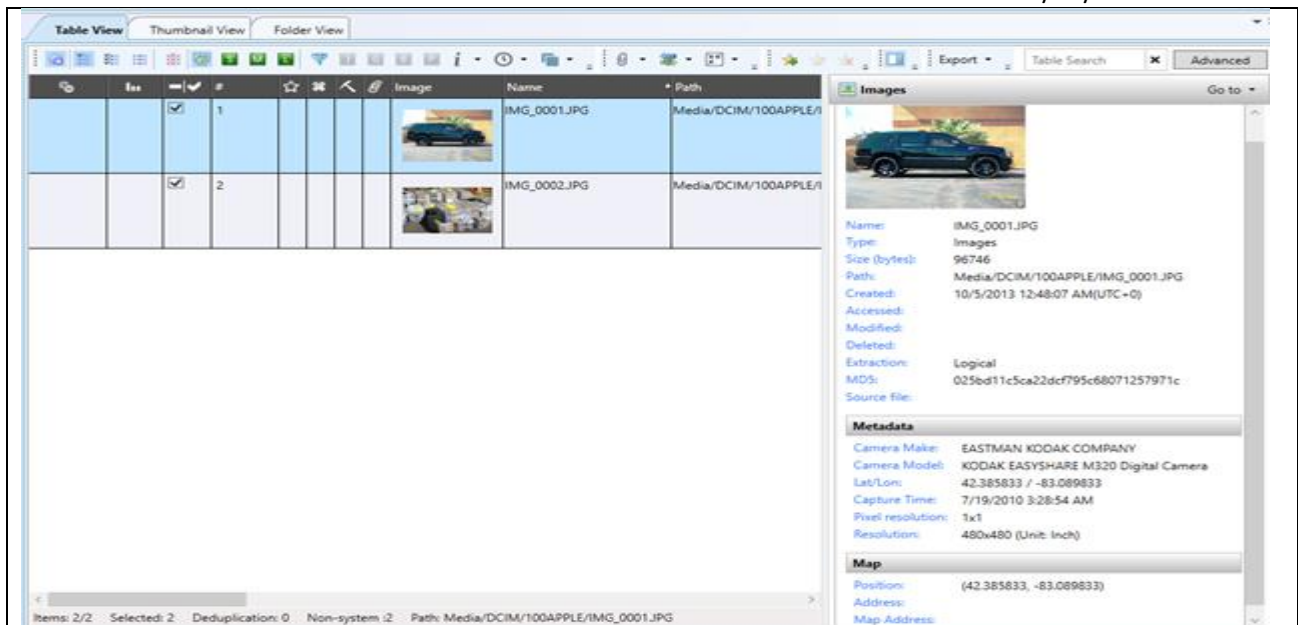 Table View Thumbnail View Folder View
Export Table Search Advanced
# Image Name Path
1 IMG_0001.JPG Media/DCIM/100APPLE/I
2 IMG_0002.JPG Media/DCIM/100APPLE/I
Images Go to
Name: IMG_0001.JPG
Type: Images
Size (bytes): 96746
Path: Media/DCIM/100APPLE/IMG_0001.JPG
Created: 10/5/2013 12:48:07 AM(UTC+0)
Accessed:
Modified:
Deleted:
Extraction: Logical
MD5: 025bd11c5ca22dcf795c68071257971c
Source file:
Metadata
Camera Make: EASTMAN KODAK COMPANY
Camera Model: KODAK EASYSHARE M320 Digital Camera
Lat/Lon: 42.385833 / -83.089833
Capture Time: 7/19/2010 3:28:54 AM
Pixel resolution: 1x1
Resolution: 480x480 (Unit: Inch)
Map
Position: (42.385833, -83.089833)
Address:
Map Address:
Items: 2/2 Selected: 2 Deduplication: 0 Non-system :2 Path: Media/DCIM/100APPLE/IMG_0001.JPG